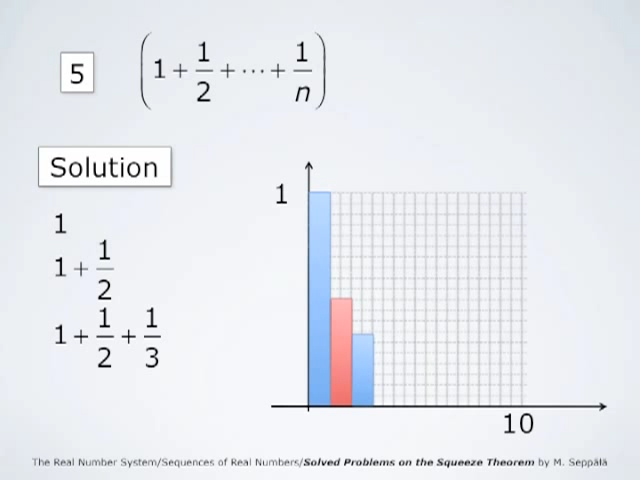 5 (1 + 1/2 + ⋯ + 1/n)
Solution
1
1 + 1/2
1 + 1/2 + 1/3
1
10
The Real Number System/Sequences of Real Numbers/Solved Problems on the Squeeze Theorem by M. Seppälä